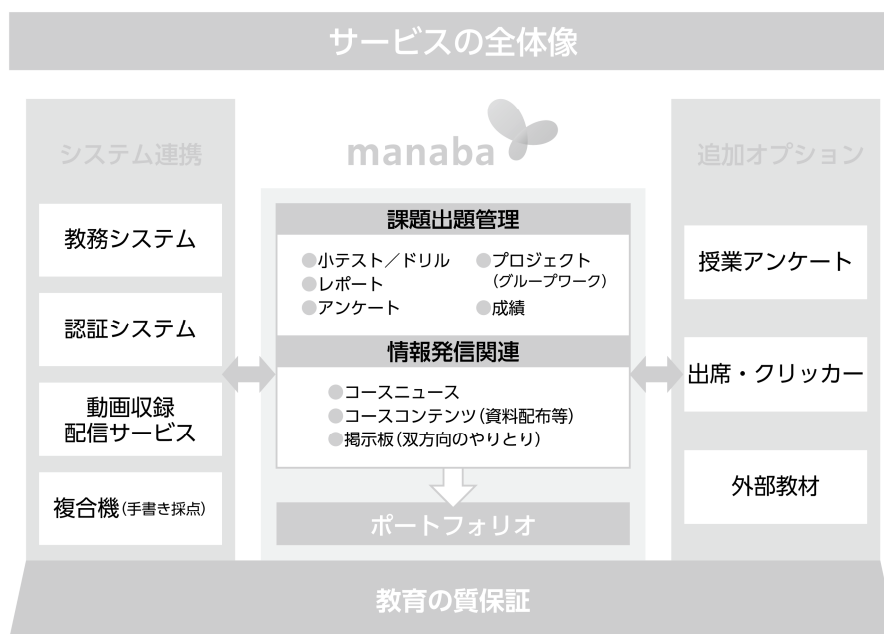 サービスの全体像
システム連携
教務システム
認証システム
動画収録
配信サービス
複合機(手書き採点)
manaba
課題出題管理
●小テスト／ドリル
●レポート
●アンケート
●プロジェクト
(グループワーク)
●成績
情報発信関連
●コースニュース
●コースコンテンツ(資料配布等)
●掲示板(双方向のやりとり)
ポートフォリオ
追加オプション
授業アンケート
出席・クリッカー
外部教材
教育の質保証